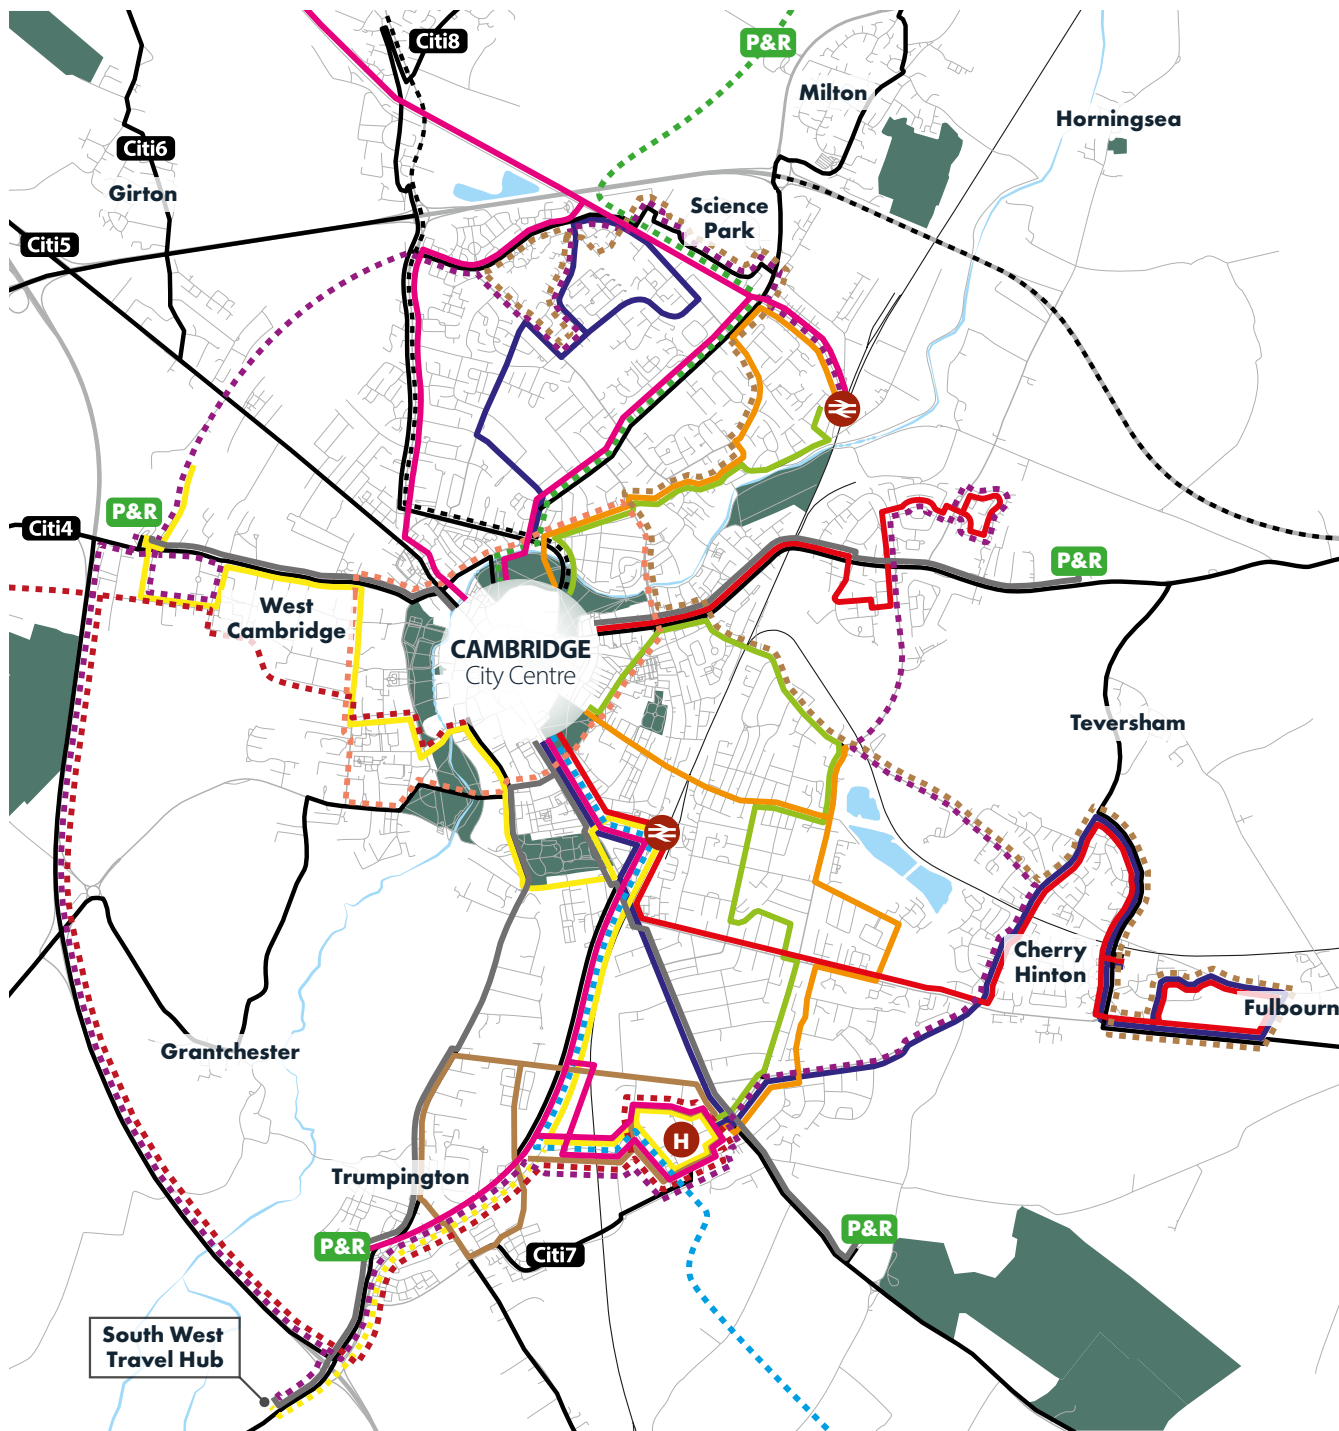 Citi8
P&R
Milton
Horningsea
Citi6
Girton
Science
Park
Citi5
P&R
Citi4
P&R
West
Cambridge
CAMBRIDGE
City Centre
Teversham
Cherry
Hinton
Fulbourn
Grantchester
H
Trumpington
P&R
P&R
Citi7
South West
Travel Hub